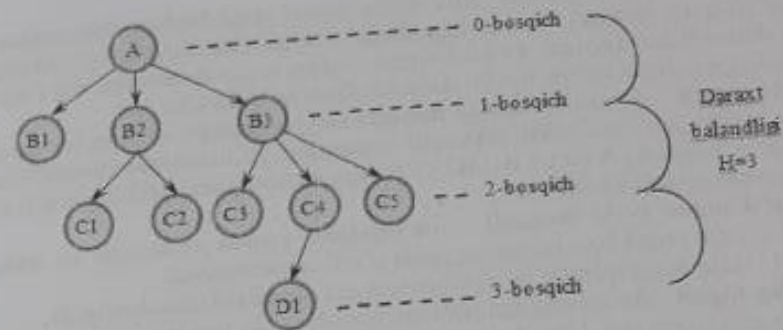 A
0-bosqich
B1
B2
B3
1-bosqich
Daraxt
balandligi
H=3
C1
C2
C3
C4
C5
2-bosqich
D1
3-bosqich